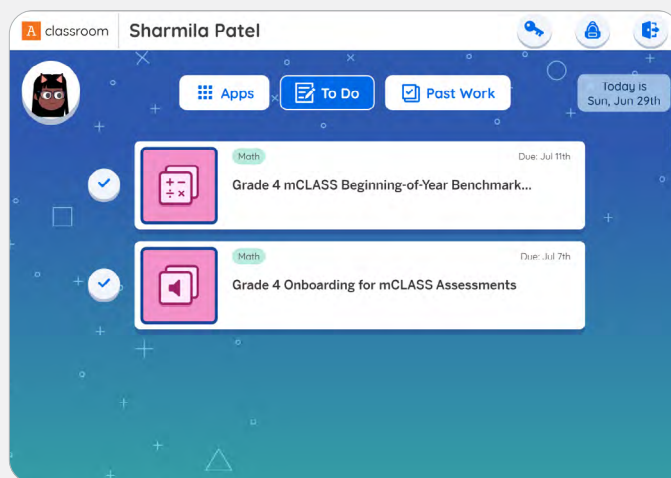 A classroom
Sharmila Patel
Apps
To Do
Past Work
Today is
Sun, Jun 29th
Math
Due: Jul 11th
Grade 4 mCLASS Beginning-of-Year Benchmark...
Math
Due: Jul 7th
Grade 4 Onboarding for mCLASS Assessments